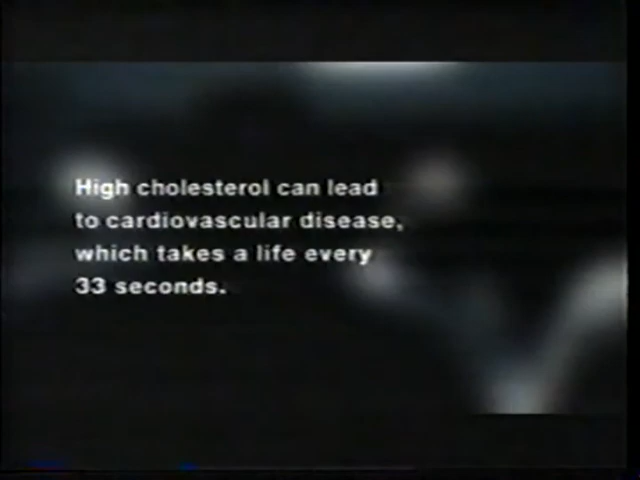 High cholesterol can lead
to cardiovascular disease,
which takes a life every
33 seconds.